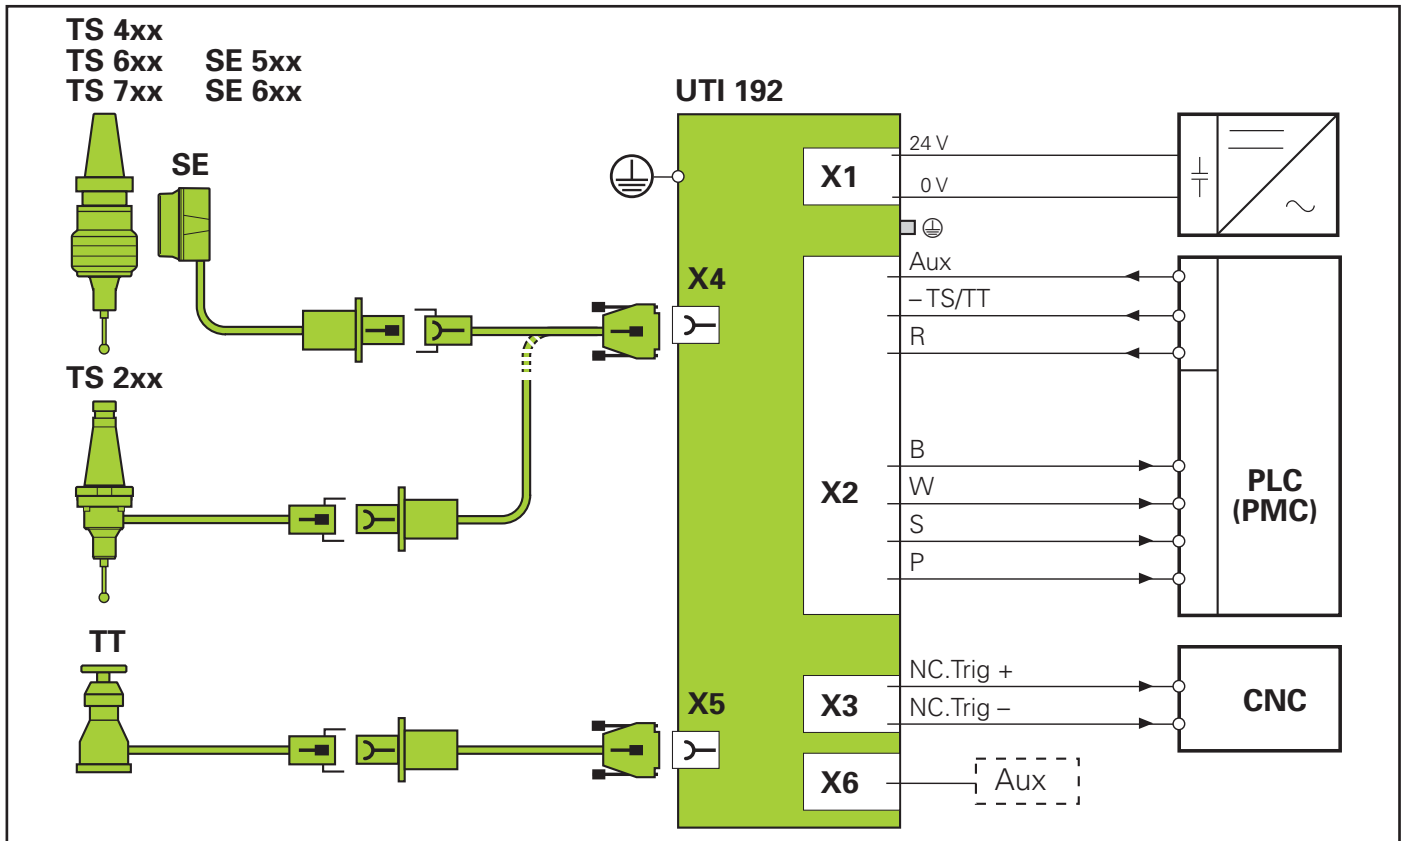 TS 4xx
TS 6xx SE 5xx
TS 7xx SE 6xx
UTI 192
SE
X1
24 V
0 V
X4
Aux
– TS/TT
R
TS 2xx
B
W
S
P
X2
PLC
(PMC)
TT
X5
X3
NC.Trig +
NC.Trig –
CNC
X6
Aux